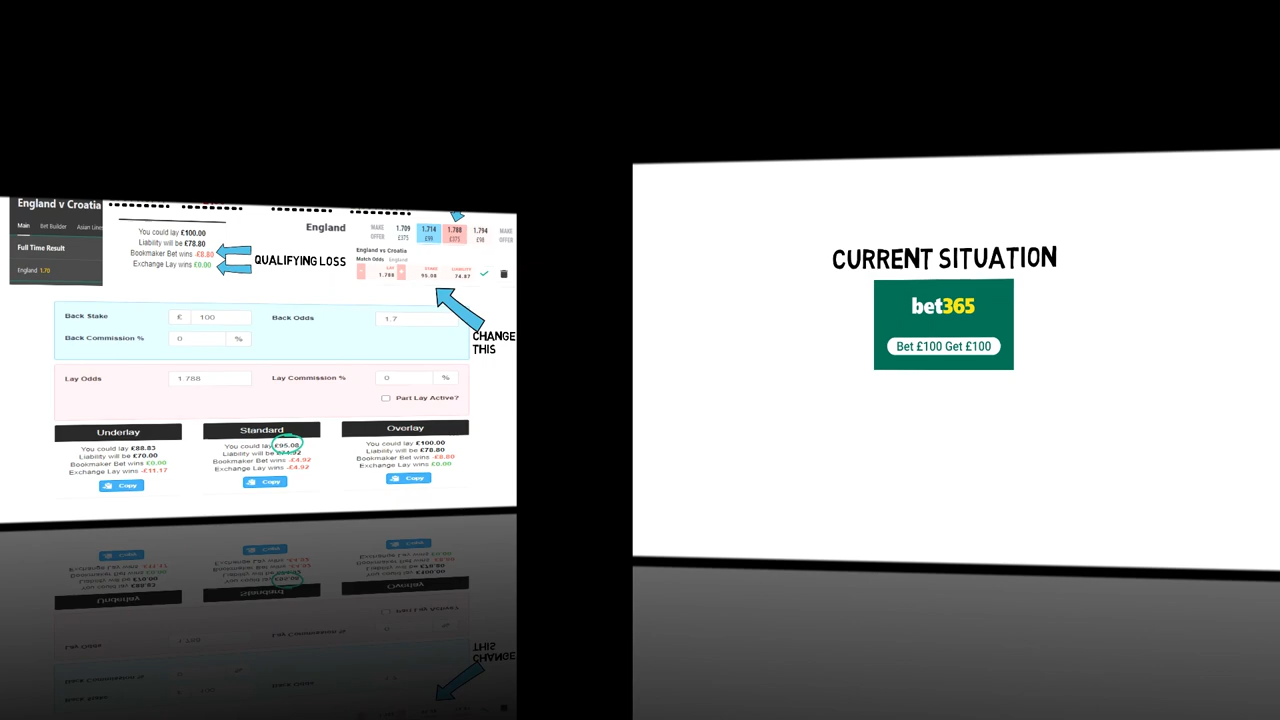 England v Croatia
Main Bet Builder Asian Lines
Full Time Result
England 1.70
You could lay £100.00
Liability will be £78.80
Bookmaker Bet wins -£8.80
Exchange Lay wins £0.00
QUALIFYING LOSS
England
MAKE OFFER
1.709 £375
1.714 £99
1.788 £375
1.794 £98
MAKE OFFER
England vs Croatia
Match Odds England
LAY STAKE LIABILITY
- 1.788 + 95.08 74.87
CHANGE
THIS
Back Stake £ 100 Back Odds 1.7
Back Commission % 0 %
Lay Odds 1.788 Lay Commission % 0 %
Part Lay Active?
Underlay
You could lay £88.83
Liability will be £70.00
Bookmaker Bet wins £0.00
Exchange Lay wins -£11.17
Copy
Standard
You could lay £95.08
Liability will be £74.92
Bookmaker Bet wins -£4.92
Exchange Lay wins -£4.92
Copy
Overlay
You could lay £100.00
Liability will be £78.80
Bookmaker Bet wins -£8.80
Exchange Lay wins £0.00
Copy
CURRENT SITUATION
bet365
Bet £100 Get £100